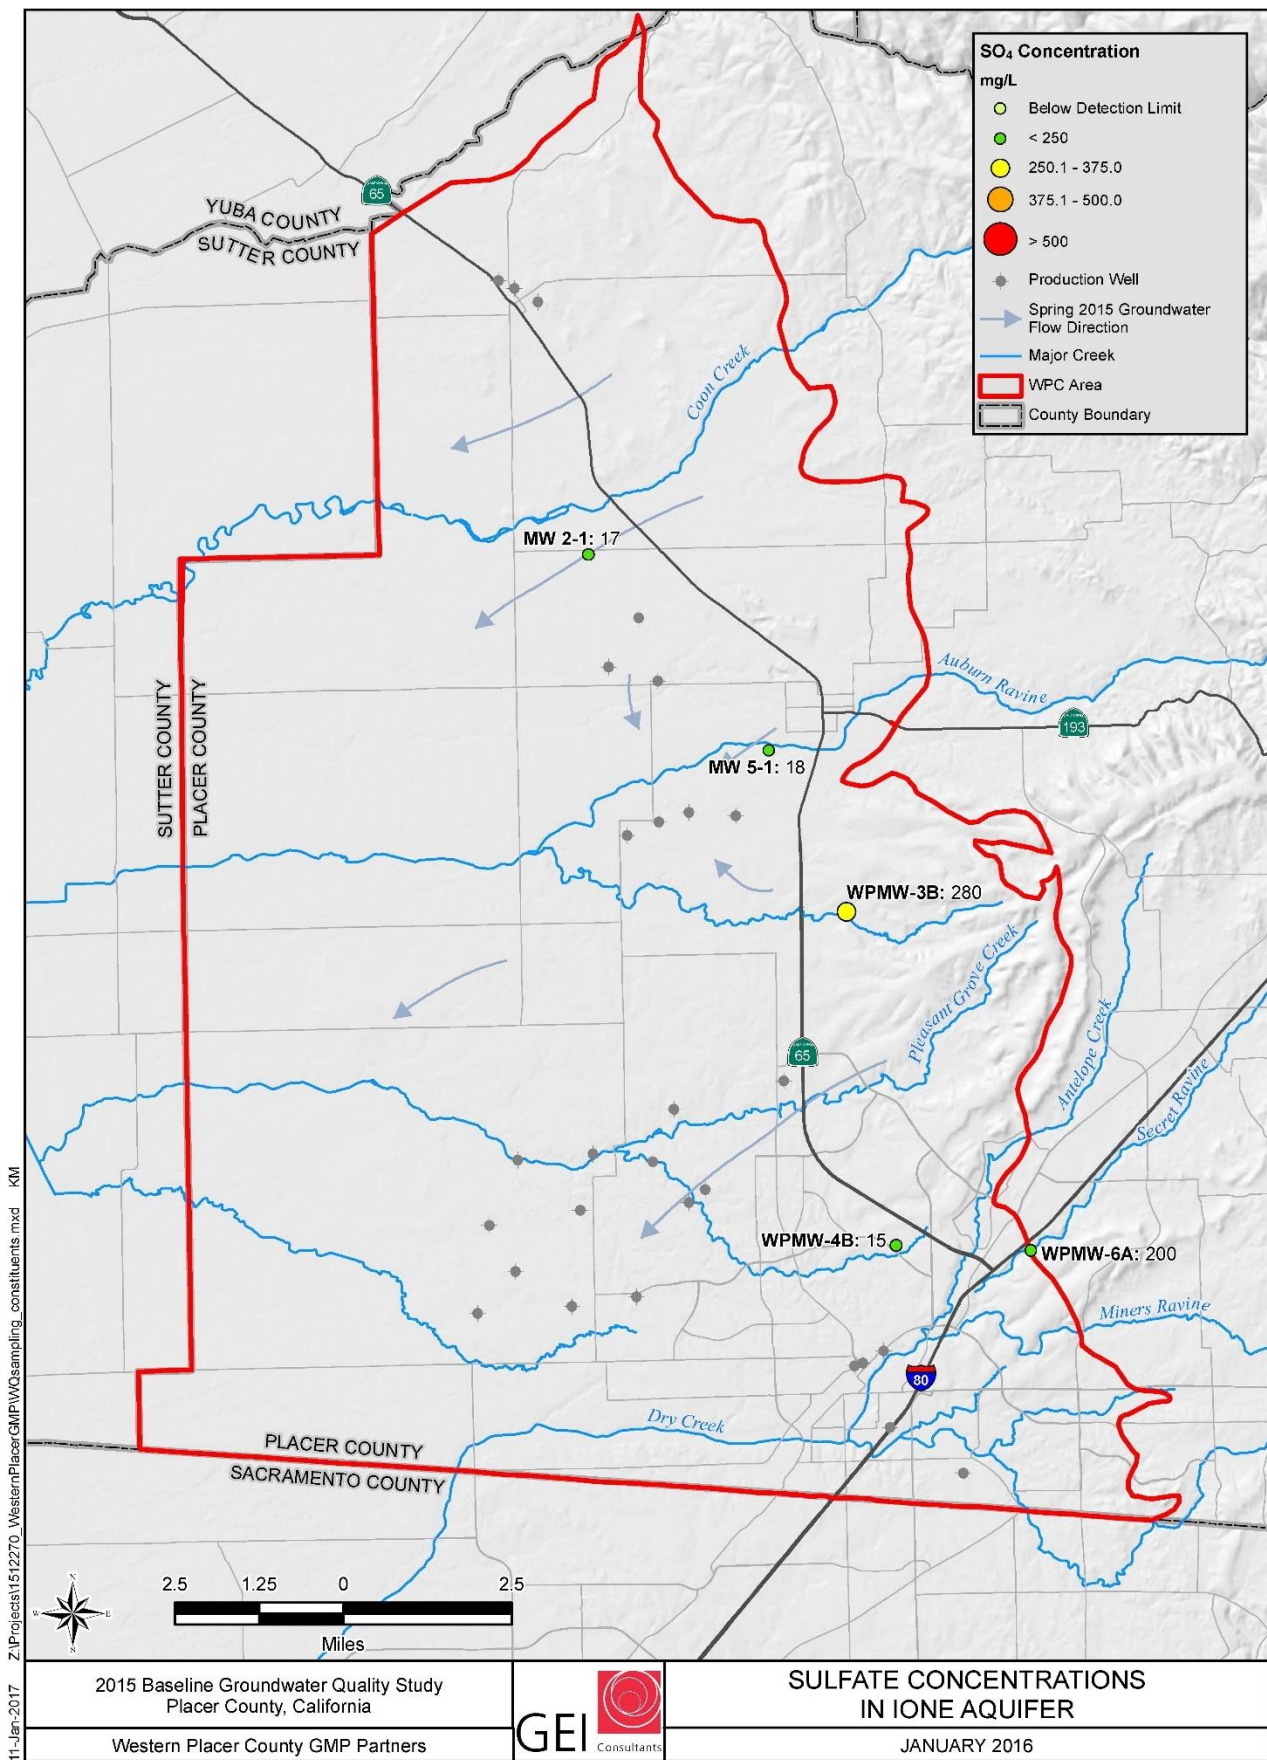 SO₄ Concentration
mg/L
Below Detection Limit
< 250
250.1 - 375.0
375.1 - 500.0
> 500
Production Well
Spring 2015 Groundwater
Flow Direction
Major Creek
WPC Area
County Boundary
65
YUBA COUNTY
SUTTER COUNTY
Coon Creek
MW 2-1: 17
Auburn Ravine
193
SUTTER COUNTY
PLACER COUNTY
MW 5-1: 18
WPMW-3B: 280
Pleasant Grove Creek
Antelope Creek
65
Secret Ravine
WPMW-4B: 15
WPMW-6A: 200
Miners Ravine
80
Dry Creek
PLACER COUNTY
SACRAMENTO COUNTY
N
W
E
S
2.5 1.25 0 2.5
Miles
11-Jan-2017 Z:\Projects\1512270_WesternPlacerGMP\WQsampling_constituents.mxd KM
2015 Baseline Groundwater Quality Study
Placer County, California
Western Placer County GMP Partners
GEI
Consultants
SULFATE CONCENTRATIONS
IN IONE AQUIFER
JANUARY 2016